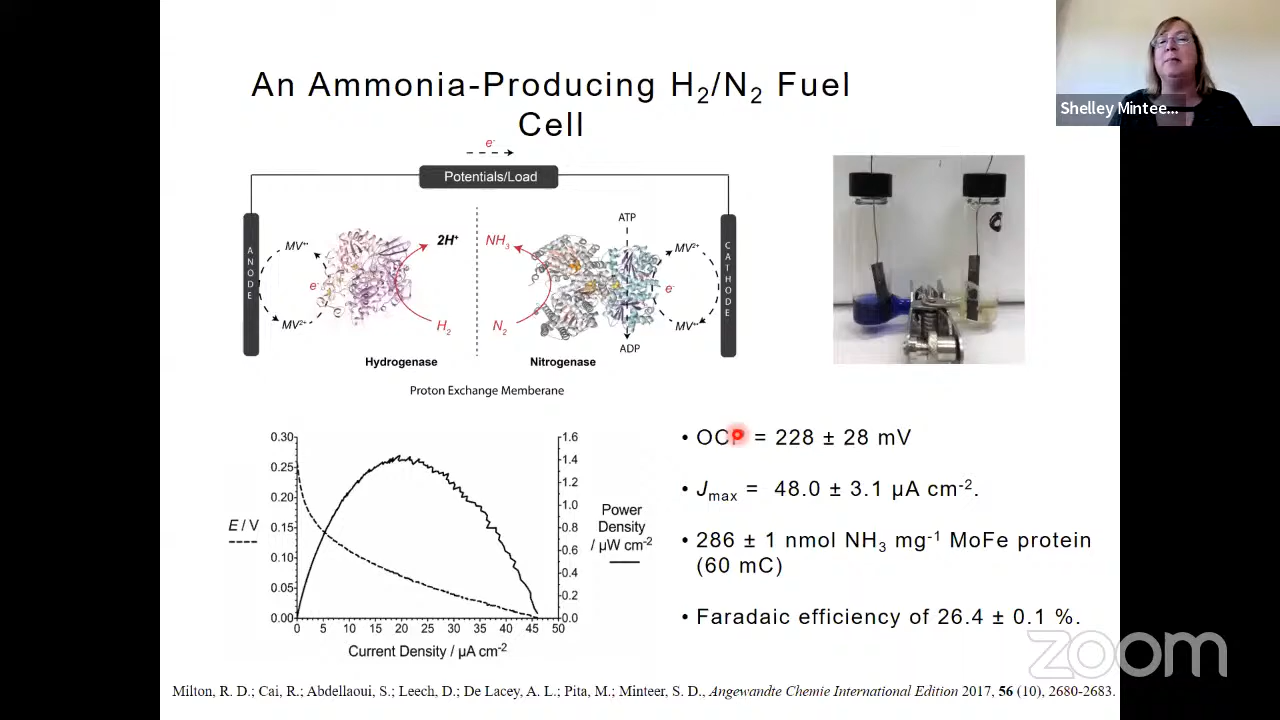 An Ammonia-Producing H₂/N₂ Fuel
Cell
Shelley Mintee...
e⁻
Potentials/Load
ANODE
MV•+
e⁻
MV²⁺
2H⁺
H₂
Hydrogenase
NH₃
N₂
Nitrogenase
ATP
ADP
MV²⁺
e⁻
MV•+
CATHODE
Proton Exchange Memberane
0.30
0.25
0.20
0.15
0.10
0.05
0.00
E / V
0 5 10 15 20 25 30 35 40 45 50
Current Density / µA cm⁻²
1.6
1.4
1.2
1.0
0.8
0.6
0.4
0.2
0.0
Power
Density
/ µW cm⁻²
• OCP = 228 ± 28 mV
• Jmax = 48.0 ± 3.1 µA cm⁻².
• 286 ± 1 nmol NH₃ mg⁻¹ MoFe protein
(60 mC)
• Faradaic efficiency of 26.4 ± 0.1 %.
zoom
Milton, R. D.; Cai, R.; Abdellaoui, S.; Leech, D.; De Lacey, A. L.; Pita, M.; Minteer, S. D., Angewandte Chemie International Edition 2017, 56 (10), 2680-2683.